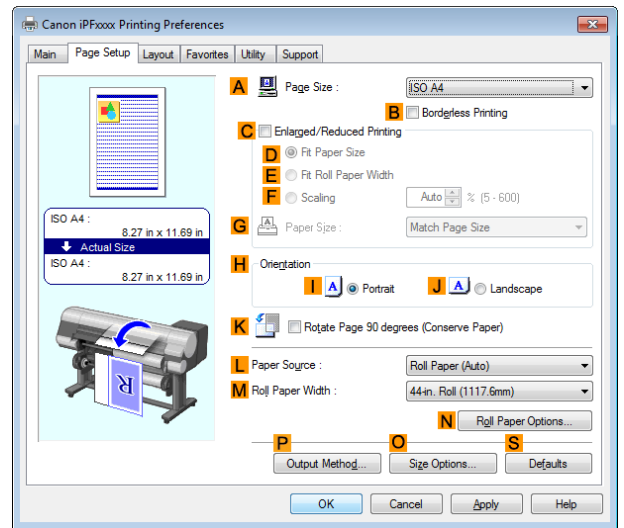 Canon iPFxxxx Printing Preferences
Main Page Setup Layout Favorites Utility Support
A Page Size : ISO A4
B Borderless Printing
C Enlarged/Reduced Printing
D Fit Paper Size
E Fit Roll Paper Width
F Scaling Auto % (5 - 600)
G Paper Size : Match Page Size
ISO A4 :
8.27 in x 11.69 in
Actual Size
ISO A4 :
8.27 in x 11.69 in
H Orientation
I A Portrait J A Landscape
K Rotate Page 90 degrees (Conserve Paper)
R
L Paper Source : Roll Paper (Auto)
M Roll Paper Width : 44-in. Roll (1117.6mm)
N Roll Paper Options...
P O S
Output Method... Size Options... Defaults
OK Cancel Apply Help